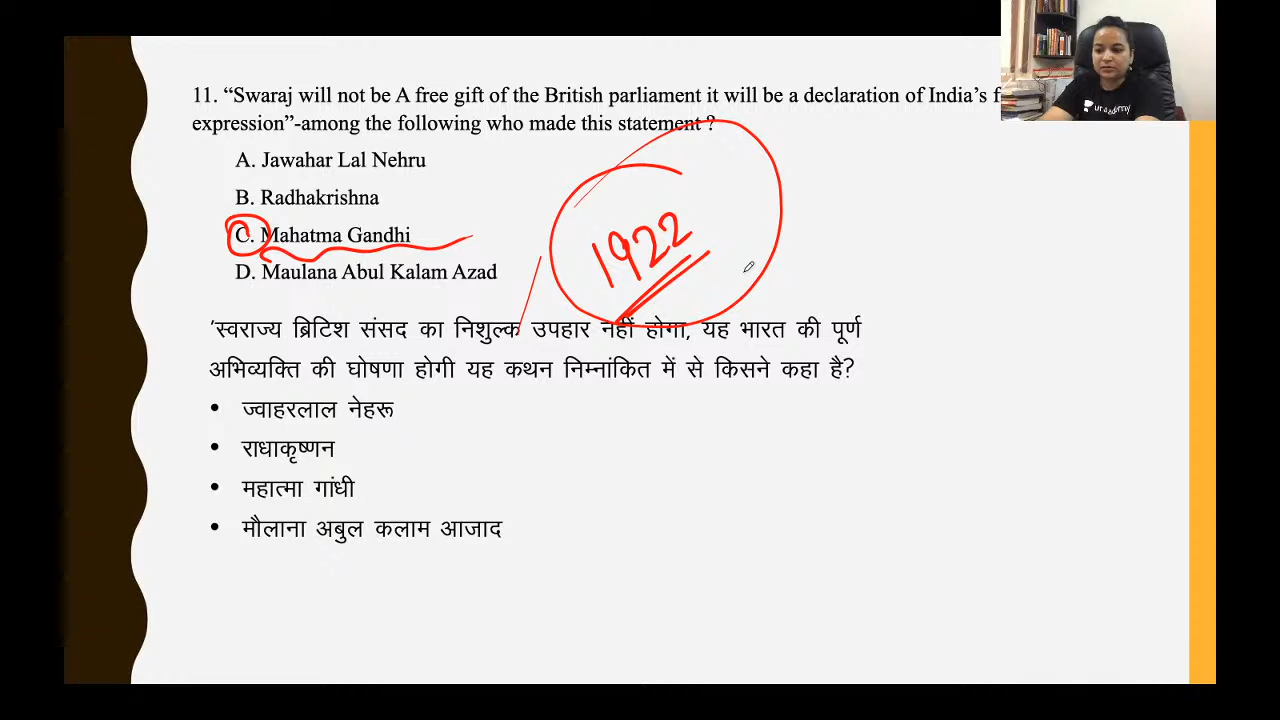 11. “Swaraj will not be A free gift of the British parliament it will be a declaration of India’s f
expression”-among the following who made this statement ?
A. Jawahar Lal Nehru
B. Radhakrishna
C. Mahatma Gandhi
D. Maulana Abul Kalam Azad
1922
'स्वराज्य ब्रिटिश संसद का निशुल्क उपहार नहीं होगा, यह भारत की पूर्ण
अभिव्यक्ति की घोषणा होगी यह कथन निम्नांकित में से किसने कहा है?
• ज्वाहरलाल नेहरू
• राधाकृष्णन
• महात्मा गांधी
• मौलाना अबुल कलाम आजाद